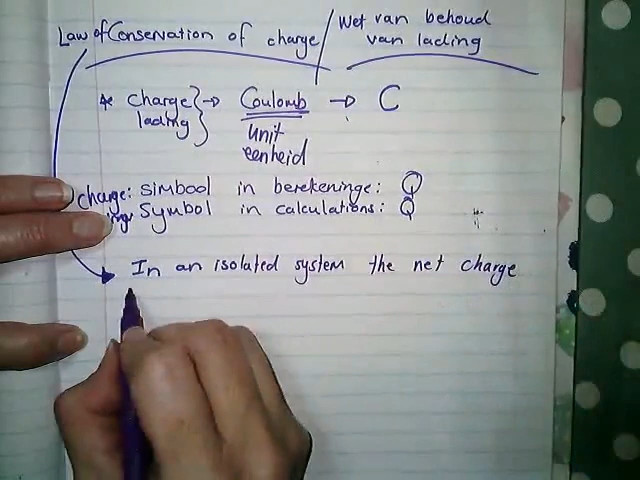 Law of Conservation of charge / Wet van behoud van lading
* charge } → Coulomb → C
lading
unit
eenheid
charge: simbool in berekeninge: Q
symbol in calculations: Q
In an isolated system the net charge